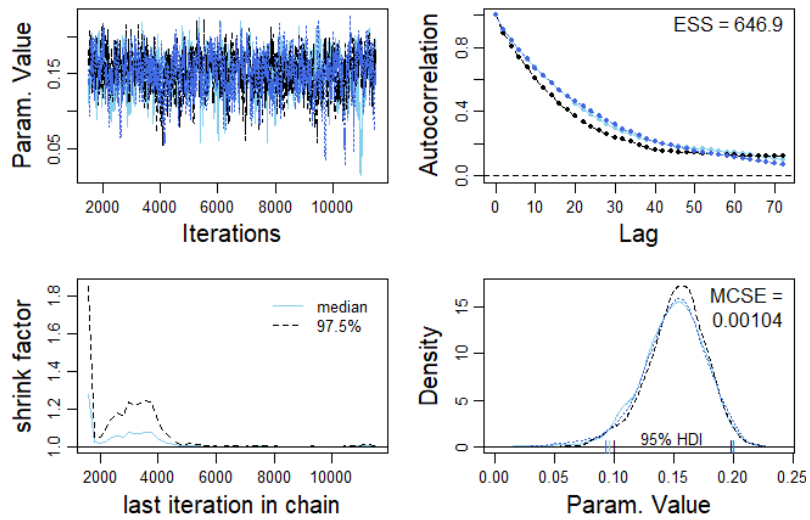 Param. Value
0.05
0.15
2000 4000 6000 8000 10000
Iterations
Autocorrelation
0.0
0.4
0.8
ESS = 646.9
0 10 20 30 40 50 60 70
Lag
shrink factor
1.0
1.2
1.4
1.6
1.8
median
97.5%
2000 4000 6000 8000 10000
last iteration in chain
Density
0
5
10
15
MCSE =
0.00104
95% HDI
0.00 0.05 0.10 0.15 0.20 0.25
Param. Value